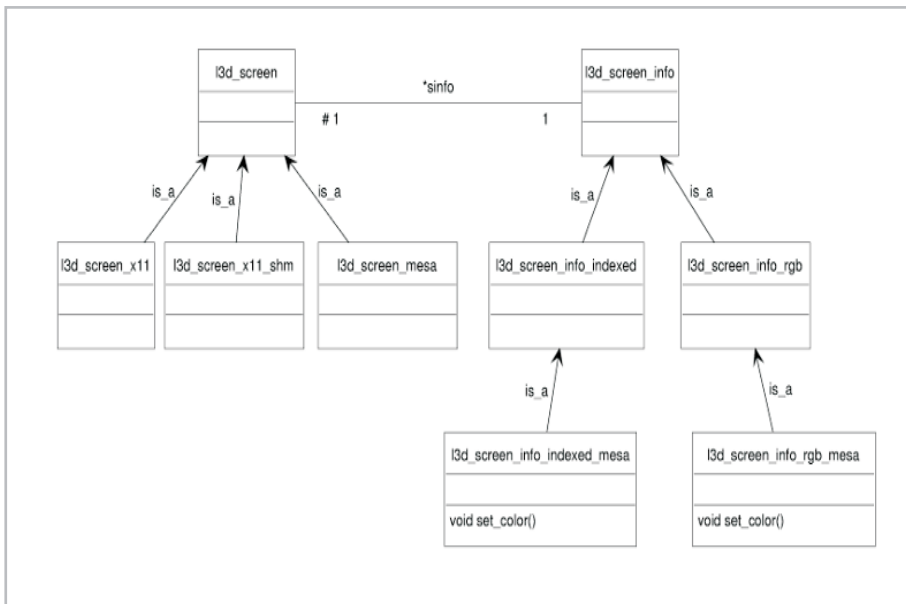 l3d_screen
l3d_screen_info
*sinfo
# 1
1
is_a
is_a
is_a
is_a
is_a
l3d_screen_x11
l3d_screen_x11_shm
l3d_screen_mesa
l3d_screen_info_indexed
l3d_screen_info_rgb
is_a
is_a
l3d_screen_info_indexed_mesa
l3d_screen_info_rgb_mesa
void set_color()
void set_color()